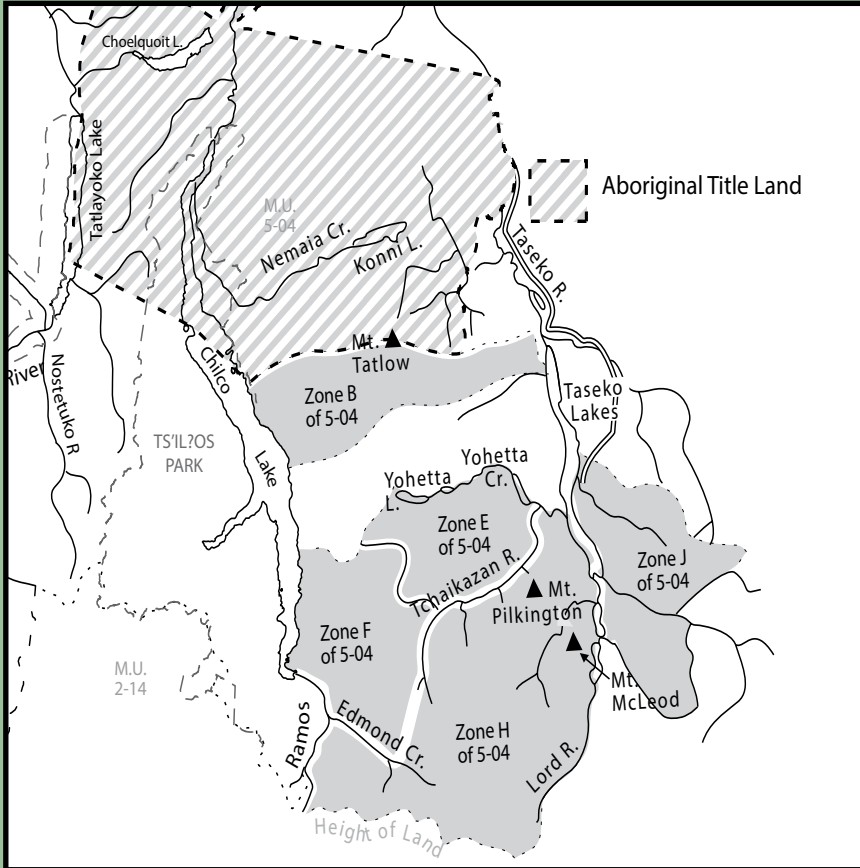 Choelquoit L.
Tatlayoko Lake
Aboriginal Title Land
M.U.
5-04
Nemaia Cr.
Konni L.
Taseko R.
Mt.
Tatlow
River
Nostetuko R
Chilco
Lake
Zone B
of 5-04
Taseko
Lakes
TS'IL?OS
PARK
Yohetta
L.
Yohetta
Cr.
Zone E
of 5-04
Zone J
of 5-04
Tchaikazan R.
Mt.
Pilkington
Zone F
of 5-04
M.U.
2-14
Mt.
McLeod
Ramos
Edmond Cr.
Zone H
of 5-04
Lord R.
Height of Land